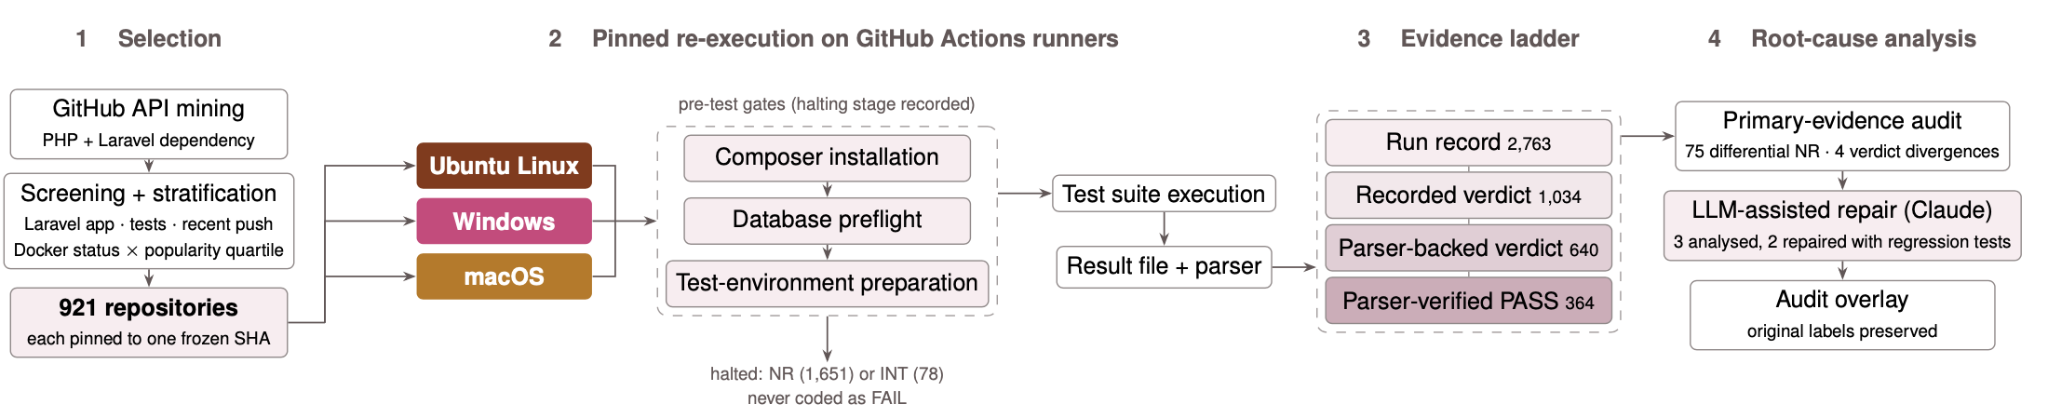 1 Selection
GitHub API mining
PHP + Laravel dependency
Screening + stratification
Laravel app · tests · recent push
Docker status × popularity quartile
921 repositories
each pinned to one frozen SHA
2 Pinned re-execution on GitHub Actions runners
Ubuntu Linux
Windows
macOS
pre-test gates (halting stage recorded)
Composer installation
Database preflight
Test-environment preparation
halted: NR (1,651) or INT (78)
never coded as FAIL
Test suite execution
Result file + parser
3 Evidence ladder
Run record 2,763
Recorded verdict 1,034
Parser-backed verdict 640
Parser-verified PASS 364
4 Root-cause analysis
Primary-evidence audit
75 differential NR · 4 verdict divergences
LLM-assisted repair (Claude)
3 analysed, 2 repaired with regression tests
Audit overlay
original labels preserved